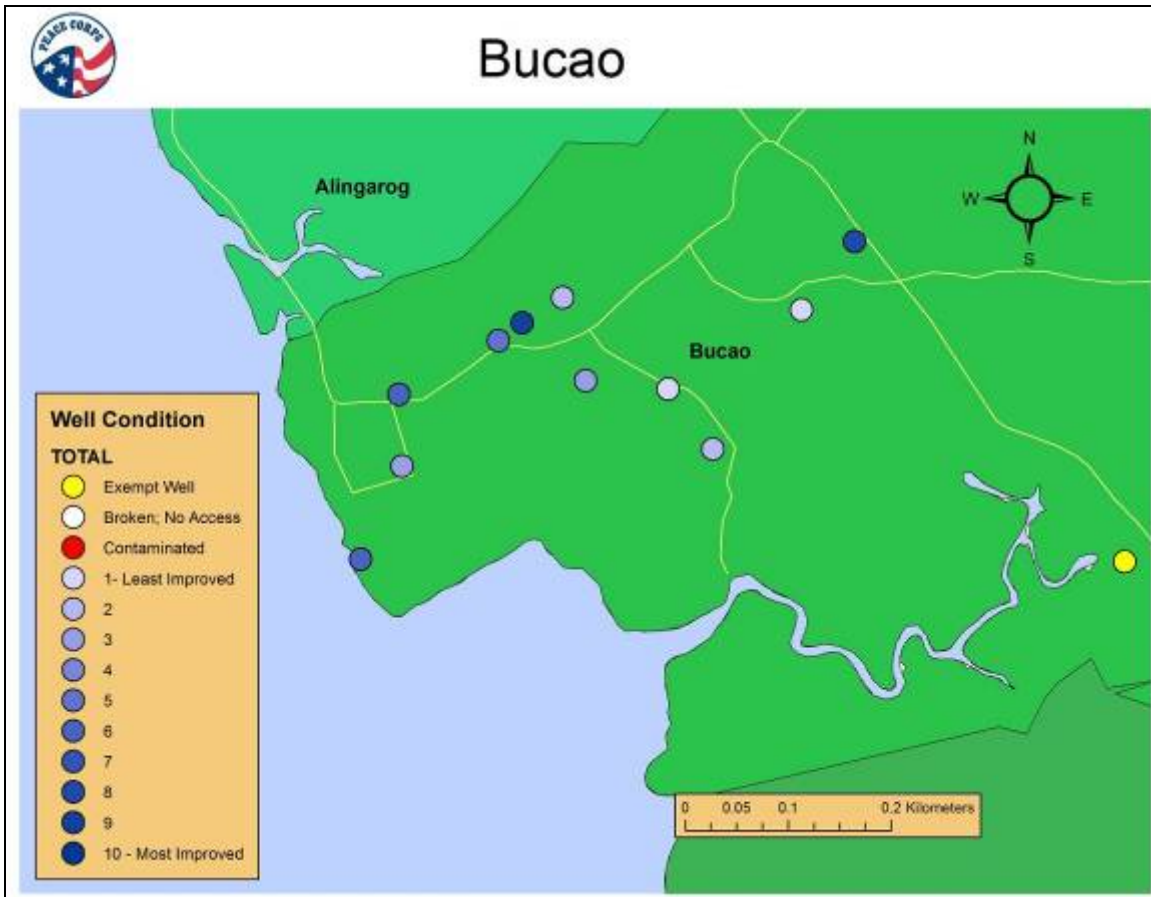 PEACE CORPS
Bucao
Alingarog
N
W E
S
Bucao
Well Condition
TOTAL
Exempt Well
Broken; No Access
Contaminated
1- Least Improved
2
3
4
5
6
7
8
9
10 - Most Improved
0 0.05 0.1 0.2 Kilometers